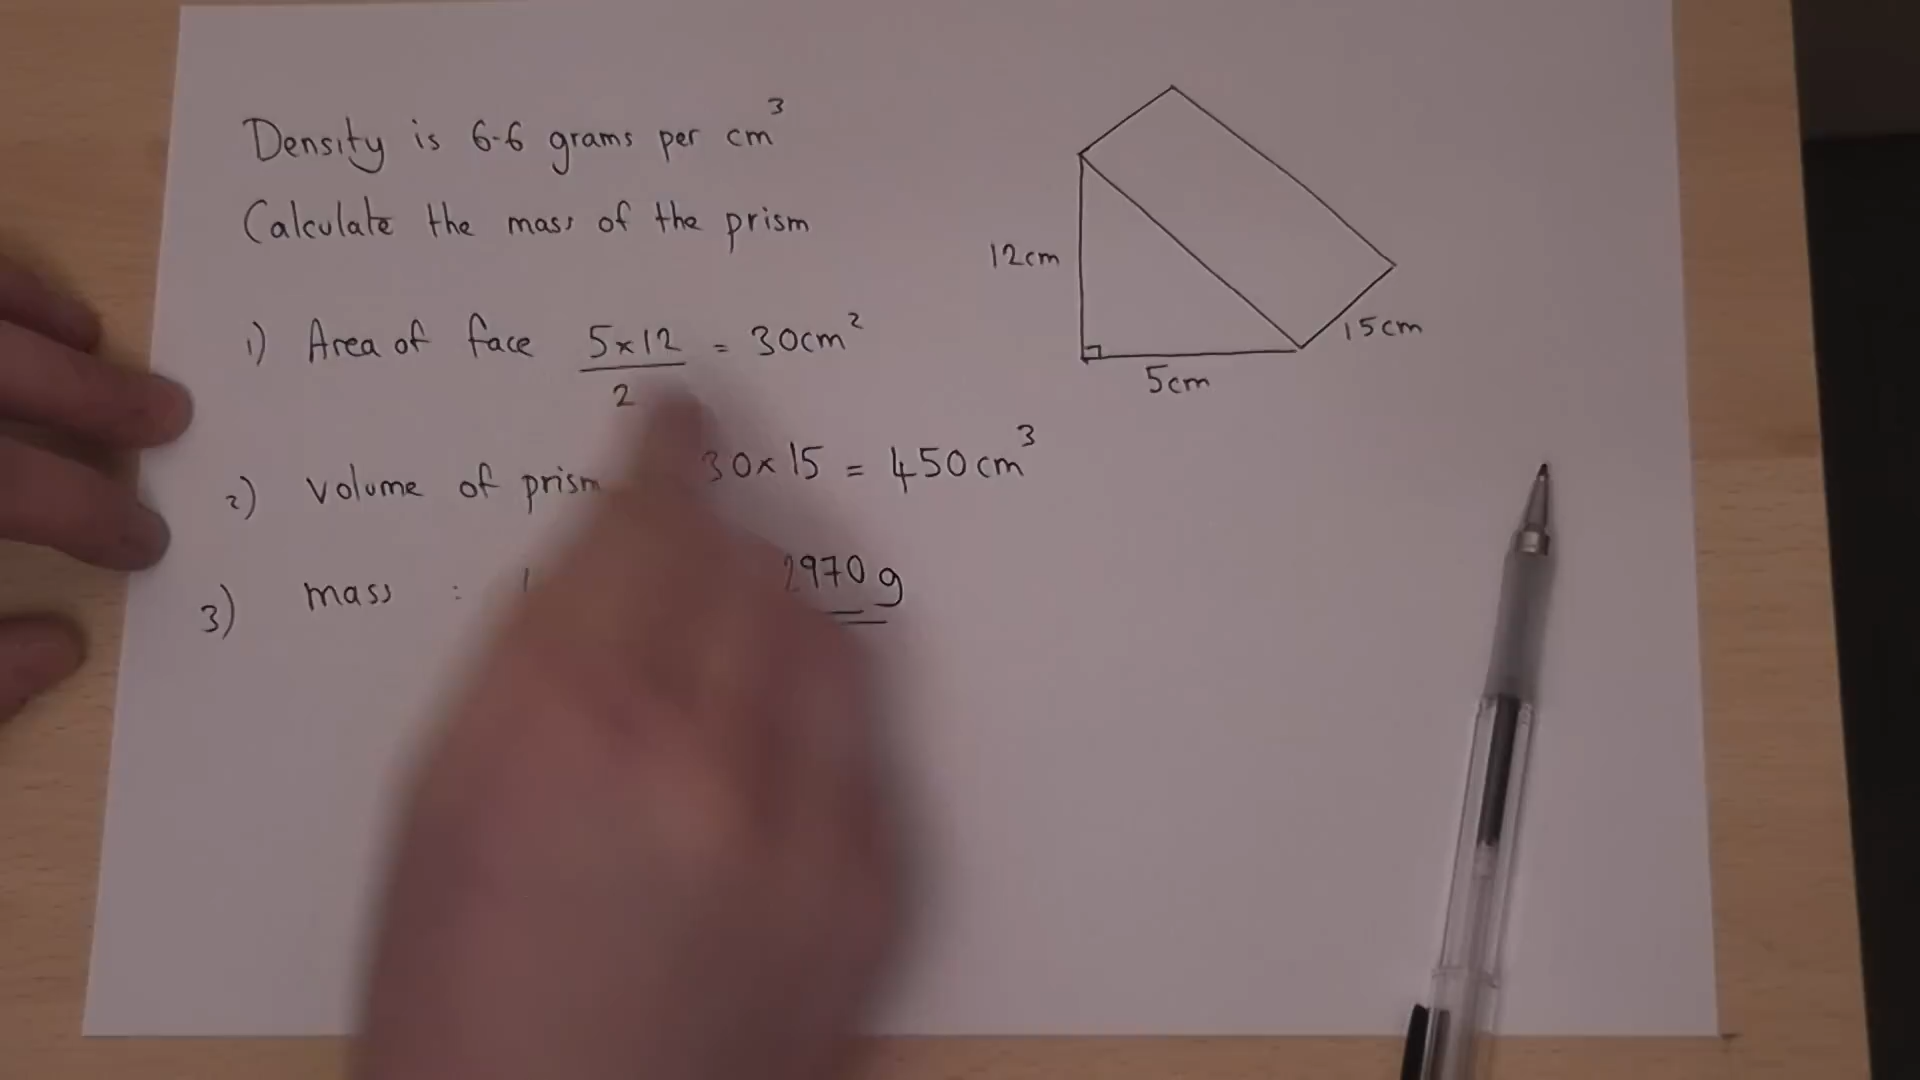 Density is 6.6 grams per cm³
Calculate the mass of the prism
1) Area of face 5×12/2 = 30cm²
2) volume of prism 30×15 = 450cm³
3) mass : 2970g
12cm
5cm
15cm